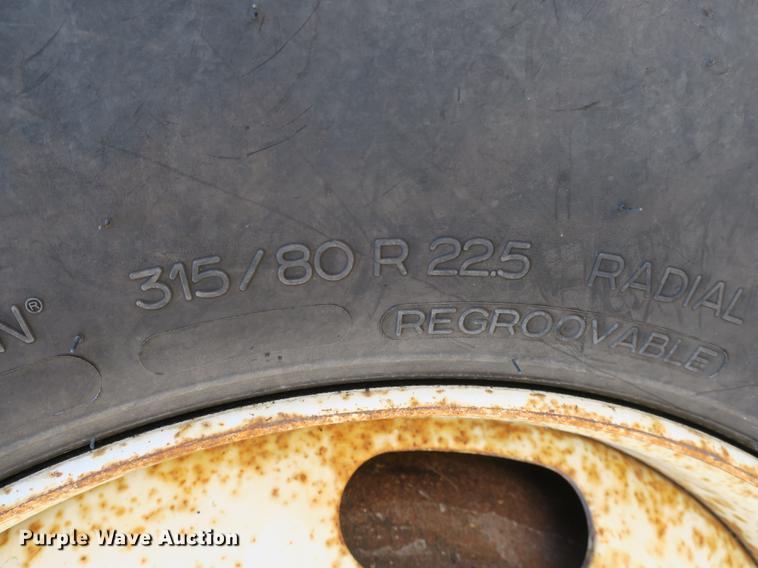 315/80 R 22.5 RADIAL
REGROOVABLE
Purple Wave Auction